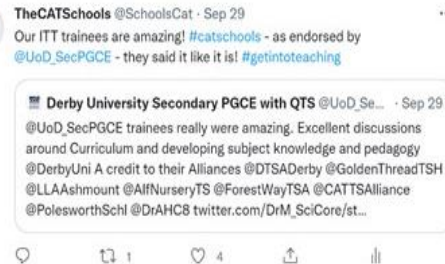 TheCATSchools @SchoolsCat · Sep 29
Our ITT trainees are amazing! #catschools - as endorsed by
@UoD_SecPGCE - they said it like it is! #getintoteaching
Derby University Secondary PGCE with QTS @UoD_Se... · Sep 29
@UoD_SecPGCE trainees really were amazing. Excellent discussions
around Curriculum and developing subject knowledge and pedagogy
@DerbyUni A credit to their Alliances @DTSADerby @GoldenThreadTSH
@LLAAshmount @AlfNurseryTS @ForestWayTSA @CATTSAlliance
@PolesworthSchl @DrAHC8 twitter.com/DrM_SciCore/st...
1 4